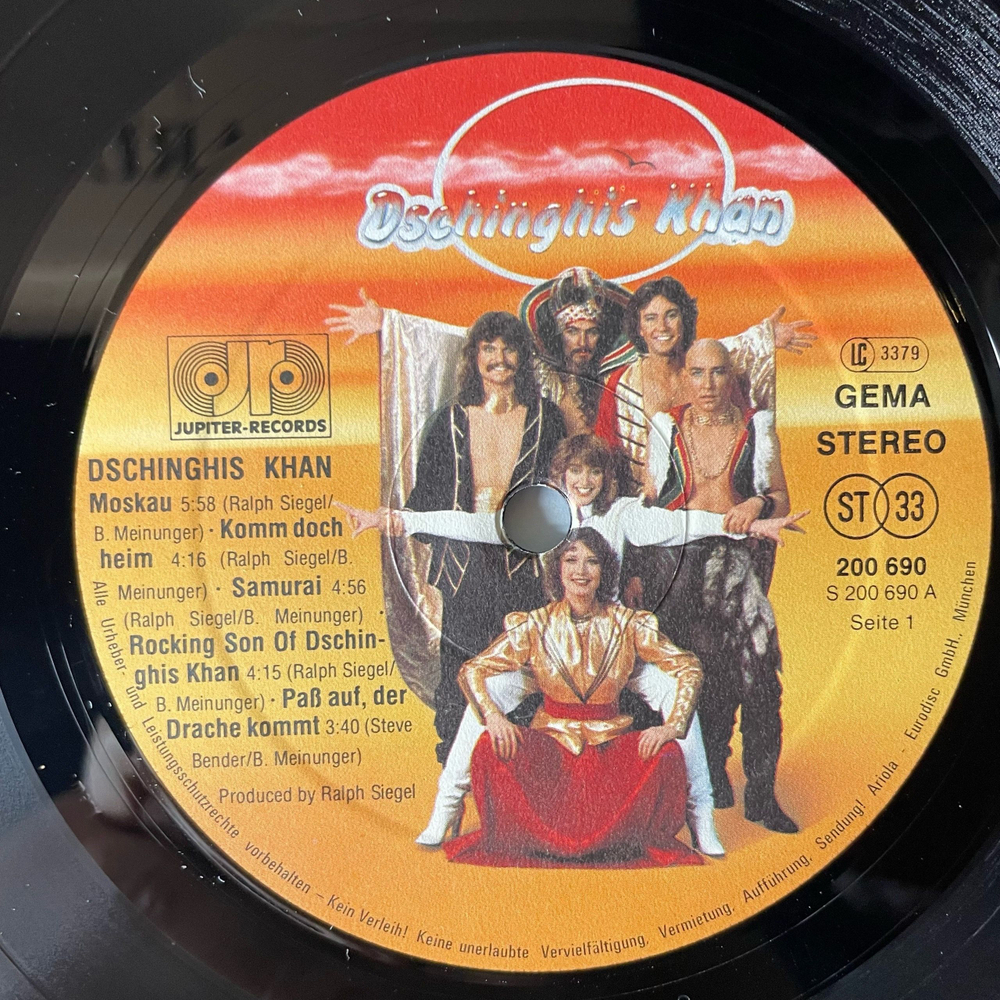 Dschinghis Khan
JUPITER-RECORDS
DSCHINGHIS KHAN
Moskau 5:58 (Ralph Siegel/
B. Meinunger) · Komm doch
heim 4:16 (Ralph Siegel/B.
Meinunger) · Samurai 4:56
(Ralph Siegel/B. Meinunger) ·
Rocking Son Of Dschin-
ghis Khan 4:15 (Ralph Siegel/
B. Meinunger) · Paß auf, der
Drache kommt 3:40 (Steve
Bender/B. Meinunger)
Produced by Ralph Siegel
LC 3379
GEMA
STEREO
ST 33
200 690
S 200 690 A
Seite 1
Alle Urheber- und Leistungsschutzrechte vorbehalten – Kein Verleih! Keine unerlaubte Vervielfältigung, Vermietung, Aufführung, Sendung! Ariola - Eurodisc GmbH., München